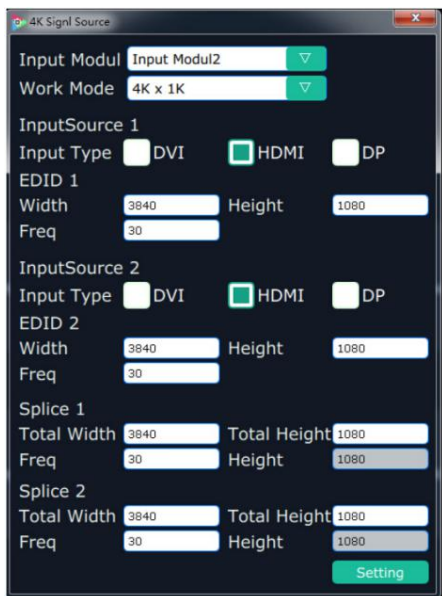 4K Signl Source
Input Modul Input Modul2
Work Mode 4K x 1K
InputSource 1
Input Type DVI HDMI DP
EDID 1
Width 3840 Height 1080
Freq 30
InputSource 2
Input Type DVI HDMI DP
EDID 2
Width 3840 Height 1080
Freq 30
Splice 1
Total Width 3840 Total Height 1080
Freq 30 Height 1080
Splice 2
Total Width 3840 Total Height 1080
Freq 30 Height 1080
Setting